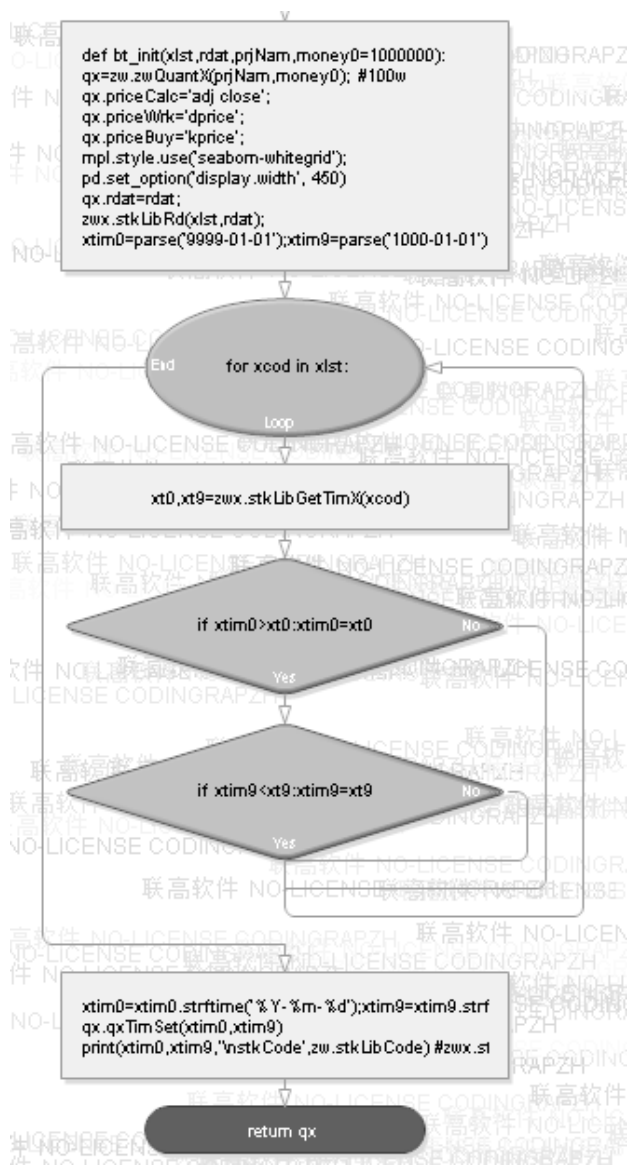 def bt_init(xlst,rdat,prjNam,money0=1000000):
qx=zw.zwQuantX(prjNam,money0); #100w
qx.priceCalc='adj close';
qx.priceWrk='dprice';
qx.priceBuy='kprice';
mpl.style.use('seaborn-whitegrid');
pd.set_option('display.width', 450)
qx.rdat=rdat;
zwx.stkLibRd(xlst,rdat);
xtim0=parse('9999-01-01');xtim9=parse('1000-01-01')
for xcod in xlst:
End
Loop
xt0,xt9=zwx.stkLibGetTimX(xcod)
if xtim0>xt0:xtim0=xt0
No
Yes
if xtim9<xt9:xtim9=xt9
No
Yes
xtim0=xtim0.strftime('%Y-%m-%d');xtim9=xtim9.strf
qx.qxTimSet(xtim0,xtim9)
print(xtim0,xtim9,"\nstkCode',zw.stkLibCode) #zwx.st
return qx
联高软件 NO-LICENSE CODINGRAPZH